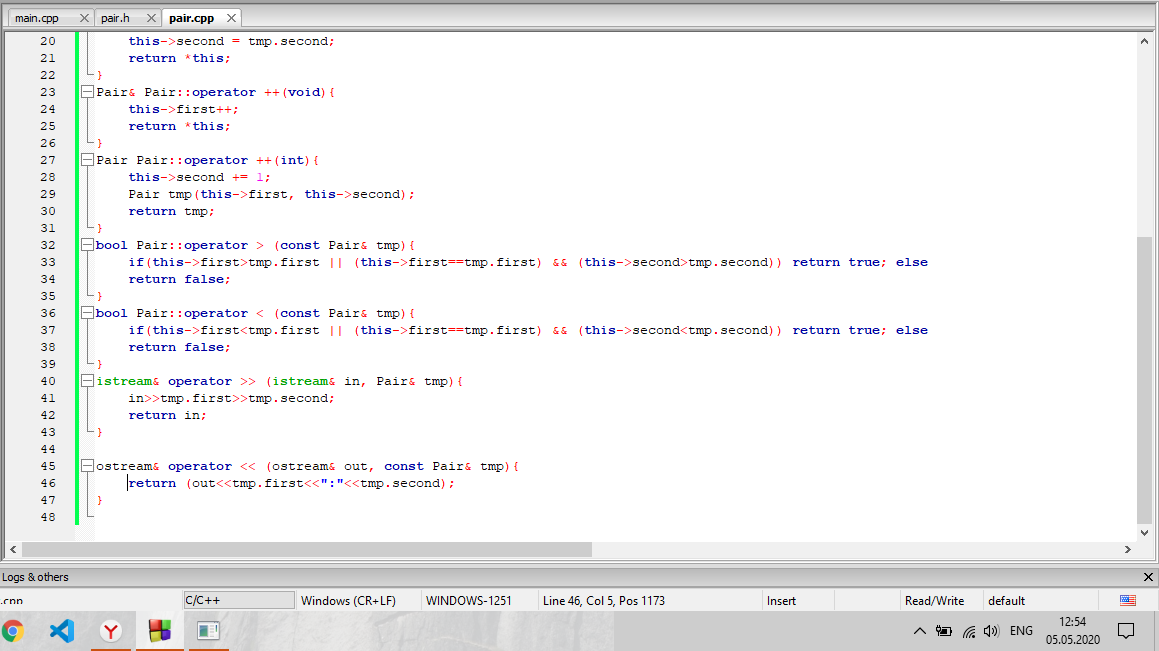 main.cpp pair.h pair.cpp
20 this->second = tmp.second;
21 return *this;
22 }
23 Pair& Pair::operator ++(void){
24 this->first++;
25 return *this;
26 }
27 Pair Pair::operator ++(int){
28 this->second += 1;
29 Pair tmp(this->first, this->second);
30 return tmp;
31 }
32 bool Pair::operator > (const Pair& tmp){
33 if(this->first>tmp.first || (this->first==tmp.first) && (this->second>tmp.second)) return true; else
34 return false;
35 }
36 bool Pair::operator < (const Pair& tmp){
37 if(this->first<tmp.first || (this->first==tmp.first) && (this->second<tmp.second)) return true; else
38 return false;
39 }
40 istream& operator >> (istream& in, Pair& tmp){
41 in>>tmp.first>>tmp.second;
42 return in;
43 }
44
45 ostream& operator << (ostream& out, const Pair& tmp){
46 return (out<<tmp.first<<":"<<tmp.second);
47 }
48
Logs & others
.cpp C/C++ Windows (CR+LF) WINDOWS-1251 Line 46, Col 5, Pos 1173 Insert Read/Write default
ENG 12:54
05.05.2020